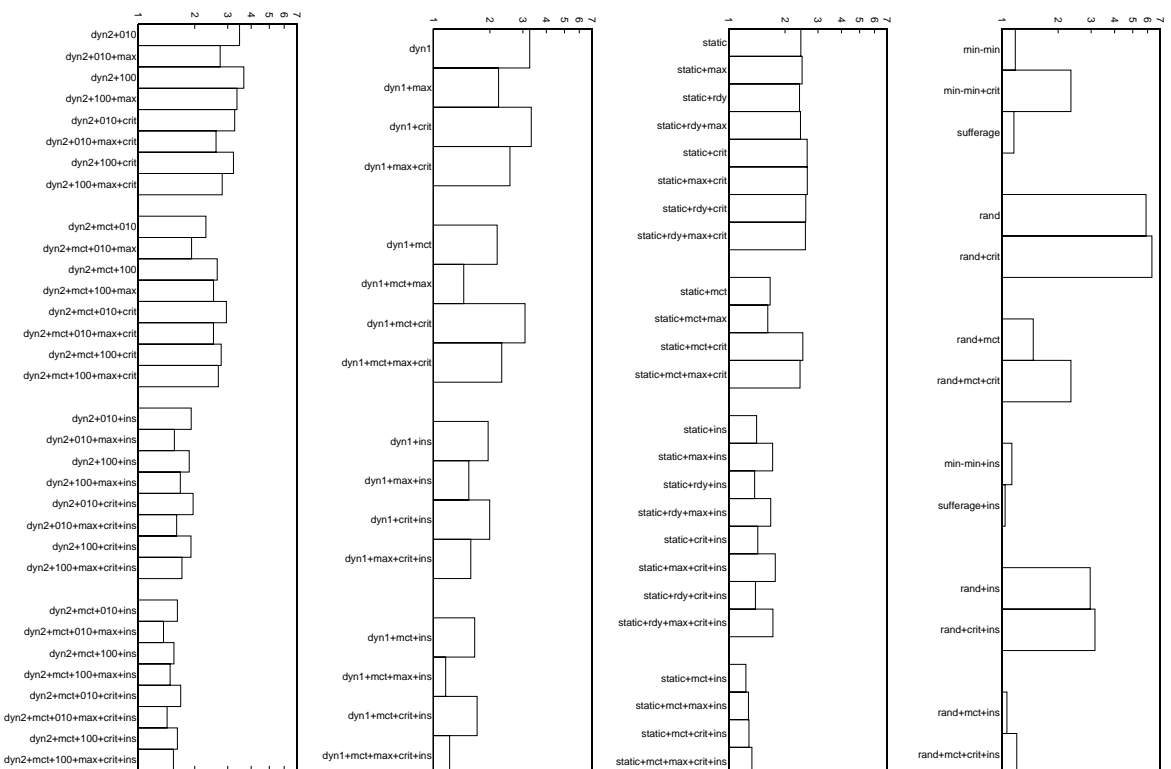 1 2 3 4 5 6 7
dyn2+010
dyn2+010+max
dyn2+100
dyn2+100+max
dyn2+010+crit
dyn2+010+max+crit
dyn2+100+crit
dyn2+100+max+crit
dyn2+mct+010
dyn2+mct+010+max
dyn2+mct+100
dyn2+mct+100+max
dyn2+mct+010+crit
dyn2+mct+010+max+crit
dyn2+mct+100+crit
dyn2+mct+100+max+crit
dyn2+010+ins
dyn2+010+max+ins
dyn2+100+ins
dyn2+100+max+ins
dyn2+010+crit+ins
dyn2+010+max+crit+ins
dyn2+100+crit+ins
dyn2+100+max+crit+ins
dyn2+mct+010+ins
dyn2+mct+010+max+ins
dyn2+mct+100+ins
dyn2+mct+100+max+ins
dyn2+mct+010+crit+ins
dyn2+mct+010+max+crit+ins
dyn2+mct+100+crit+ins
dyn2+mct+100+max+crit+ins
1 2 3 4 5 6 7
dyn1
dyn1+max
dyn1+crit
dyn1+max+crit
dyn1+mct
dyn1+mct+max
dyn1+mct+crit
dyn1+mct+max+crit
dyn1+ins
dyn1+max+ins
dyn1+crit+ins
dyn1+max+crit+ins
dyn1+mct+ins
dyn1+mct+max+ins
dyn1+mct+crit+ins
dyn1+mct+max+crit+ins
1 2 3 4 5 6 7
static
static+max
static+rdy
static+rdy+max
static+crit
static+max+crit
static+rdy+crit
static+rdy+max+crit
static+mct
static+mct+max
static+mct+crit
static+mct+max+crit
static+ins
static+max+ins
static+rdy+ins
static+rdy+max+ins
static+crit+ins
static+max+crit+ins
static+rdy+crit+ins
static+rdy+max+crit+ins
static+mct+ins
static+mct+max+ins
static+mct+crit+ins
static+mct+max+crit+ins
1 2 3 4 5 6 7
min-min
min-min+crit
sufferage
rand
rand+crit
rand+mct
rand+mct+crit
min-min+ins
sufferage+ins
rand+ins
rand+crit+ins
rand+mct+ins
rand+mct+crit+ins